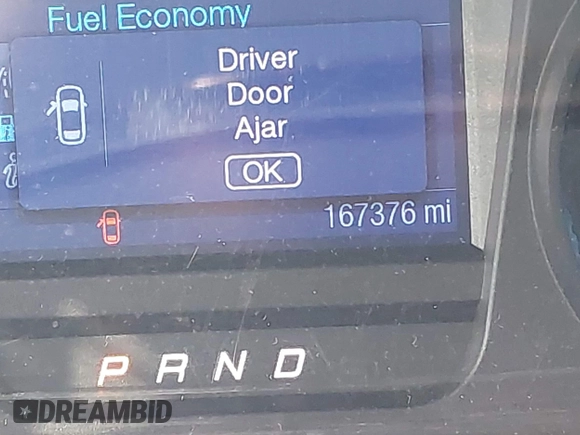 Fuel Economy
Driver
Door
Ajar
OK
167376 mi
P R N D
DREAMBID